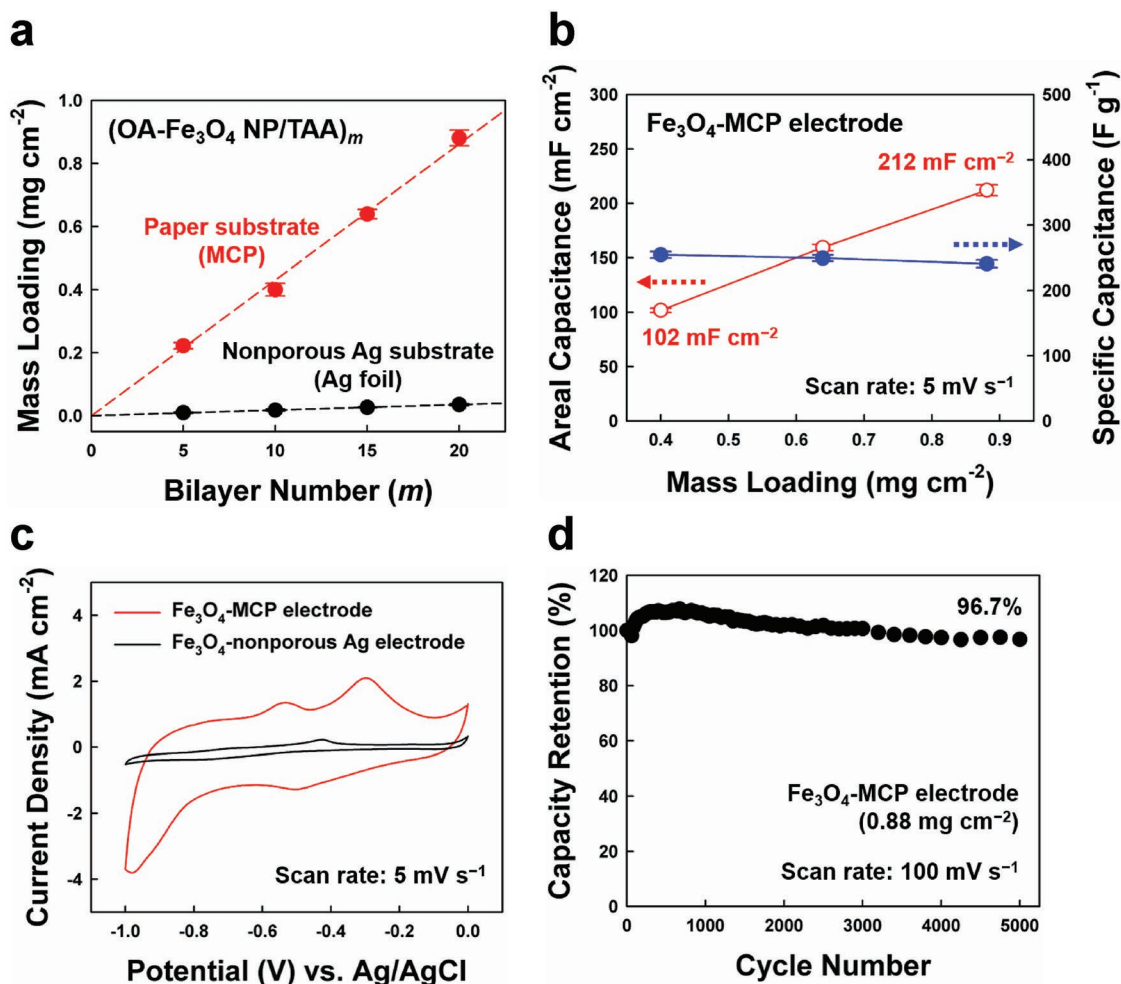 a
Mass Loading (mg cm⁻²)
1.0
0.8
0.6
0.4
0.2
0.0
(OA-Fe₃O₄ NP/TAA)ₘ
Paper substrate
(MCP)
Nonporous Ag substrate
(Ag foil)
0 5 10 15 20
Bilayer Number (m)
b
Areal Capacitance (mF cm⁻²)
300
250
200
150
100
50
0
Fe₃O₄-MCP electrode
212 mF cm⁻²
102 mF cm⁻²
Scan rate: 5 mV s⁻¹
500
400
300
200
100
0
Specific Capacitance (F g⁻¹)
0.4 0.5 0.6 0.7 0.8 0.9
Mass Loading (mg cm⁻²)
c
Current Density (mA cm⁻²)
4
2
0
-2
-4
Fe₃O₄-MCP electrode
Fe₃O₄-nonporous Ag electrode
Scan rate: 5 mV s⁻¹
-1.0 -0.8 -0.6 -0.4 -0.2 0.0
Potential (V) vs. Ag/AgCl
d
Capacity Retention (%)
120
100
80
60
40
20
0
96.7%
Fe₃O₄-MCP electrode
(0.88 mg cm⁻²)
Scan rate: 100 mV s⁻¹
0 1000 2000 3000 4000 5000
Cycle Number